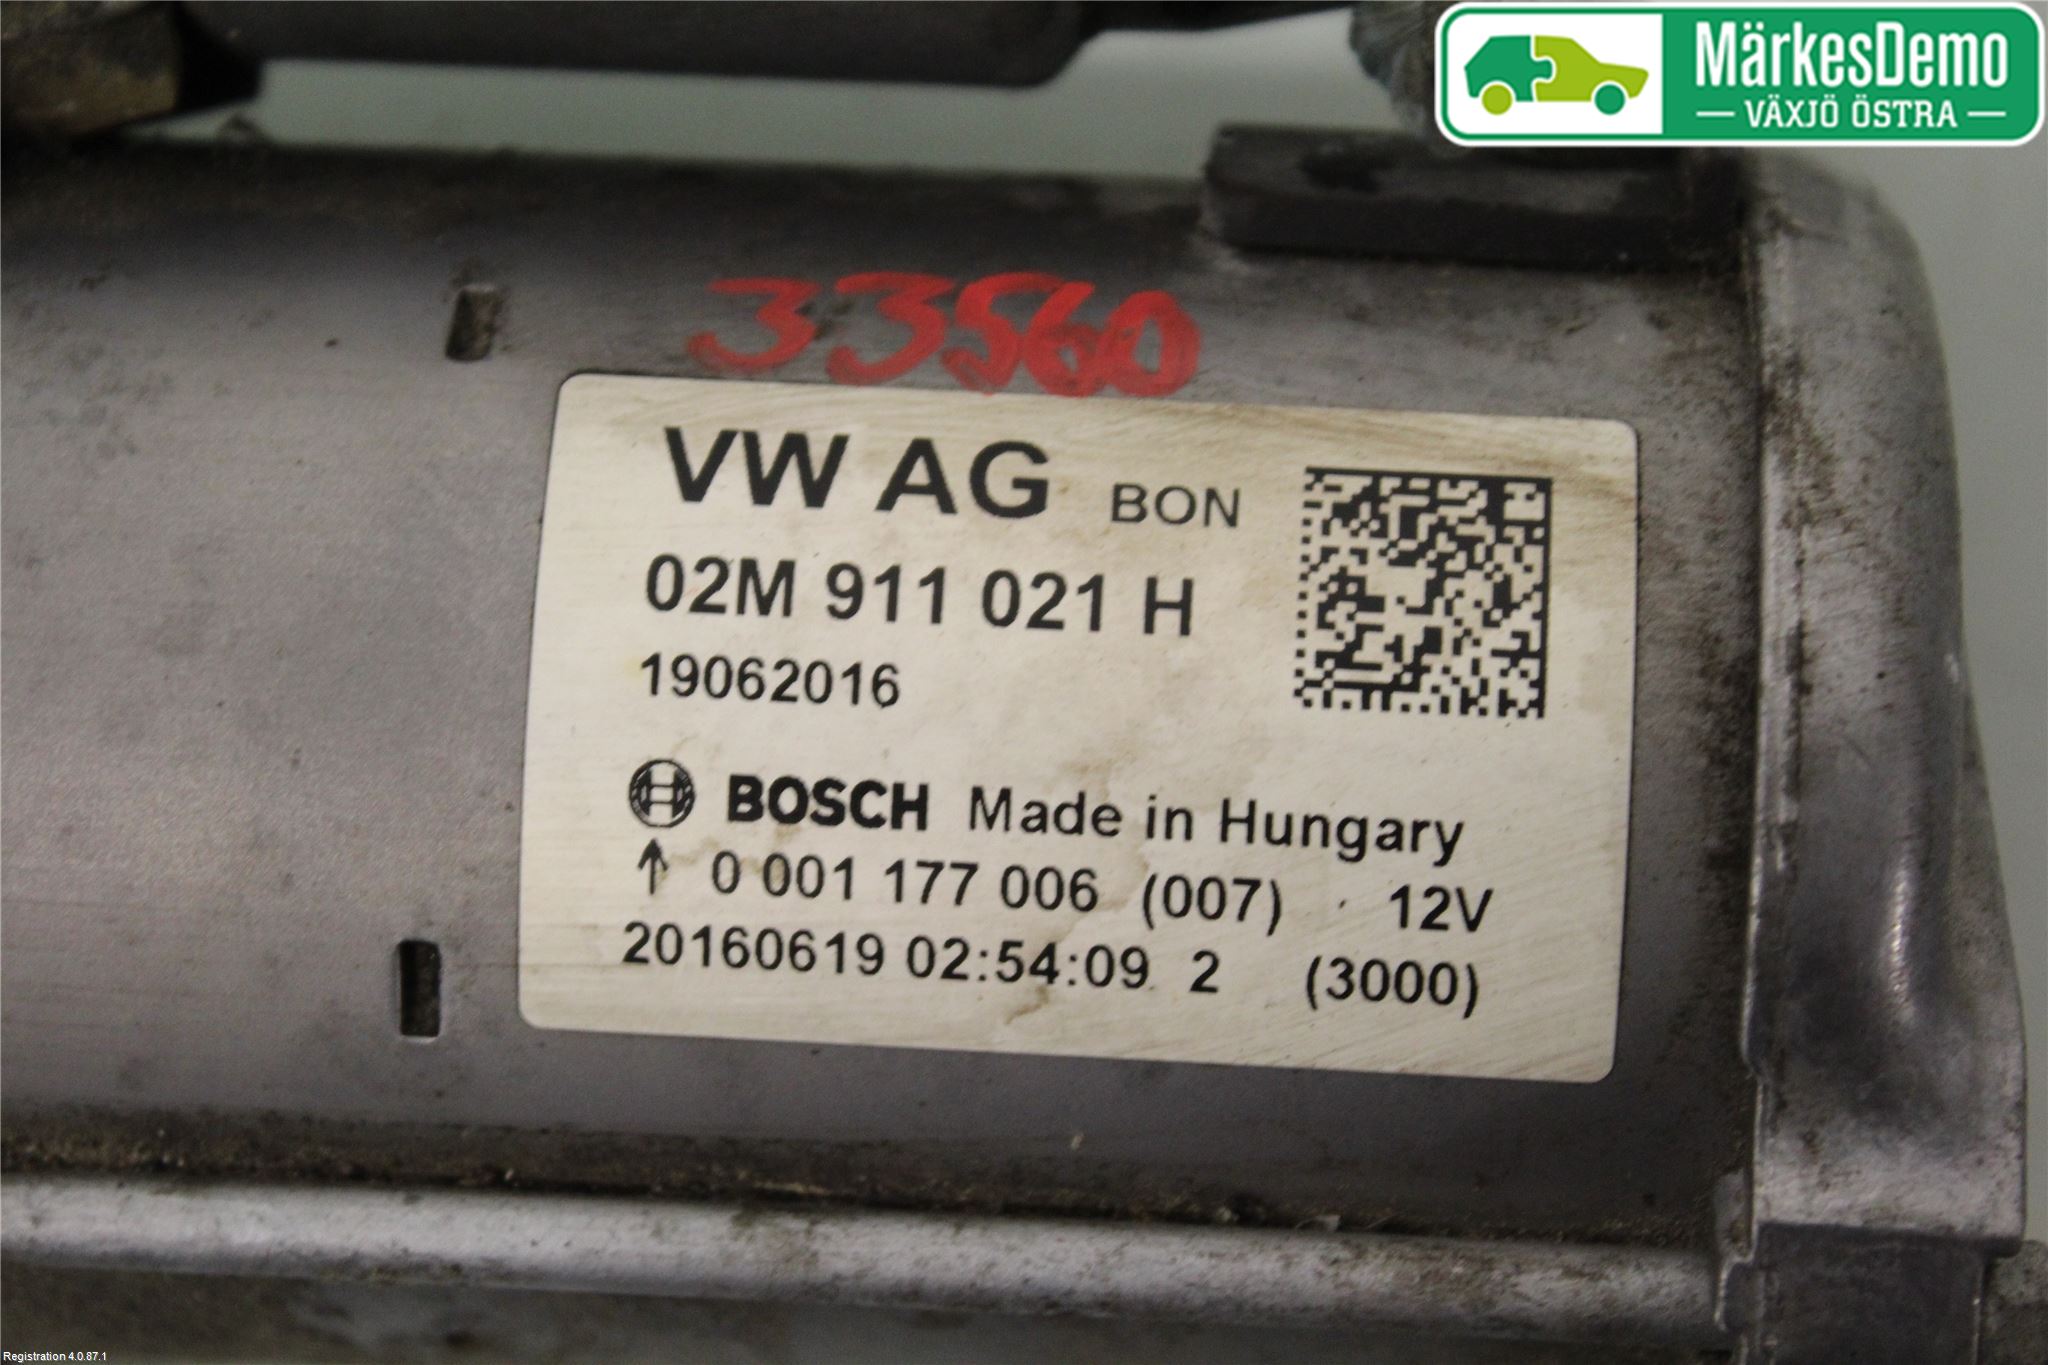 MärkesDemo
— VÄXJÖ ÖSTRA —
33560
VW AG BON
02M 911 021 H
19062016
BOSCH Made in Hungary
↑ 0 001 177 006 (007) 12V
20160619 02:54:09 2 (3000)
Registration 4.0.87.1